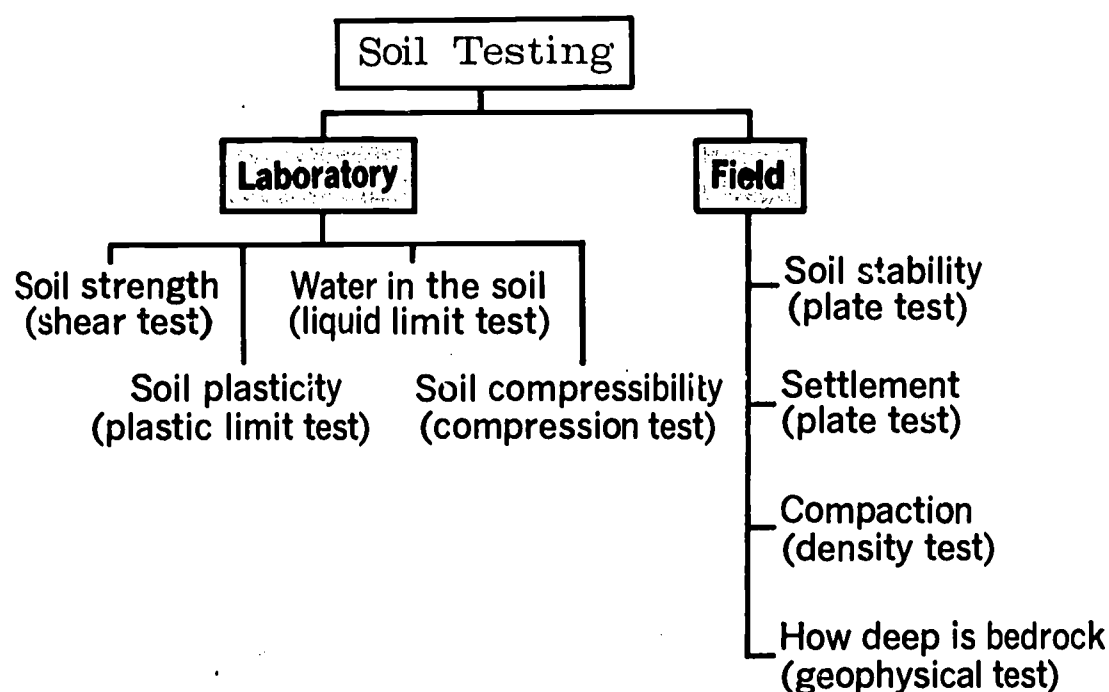 Soil Testing
Laboratory
Field
Soil strength
(shear test)
Water in the soil
(liquid limit test)
Soil plasticity
(plastic limit test)
Soil compressibility
(compression test)
Soil stability
(plate test)
Settlement
(plate test)
Compaction
(density test)
How deep is bedrock
(geophysical test)